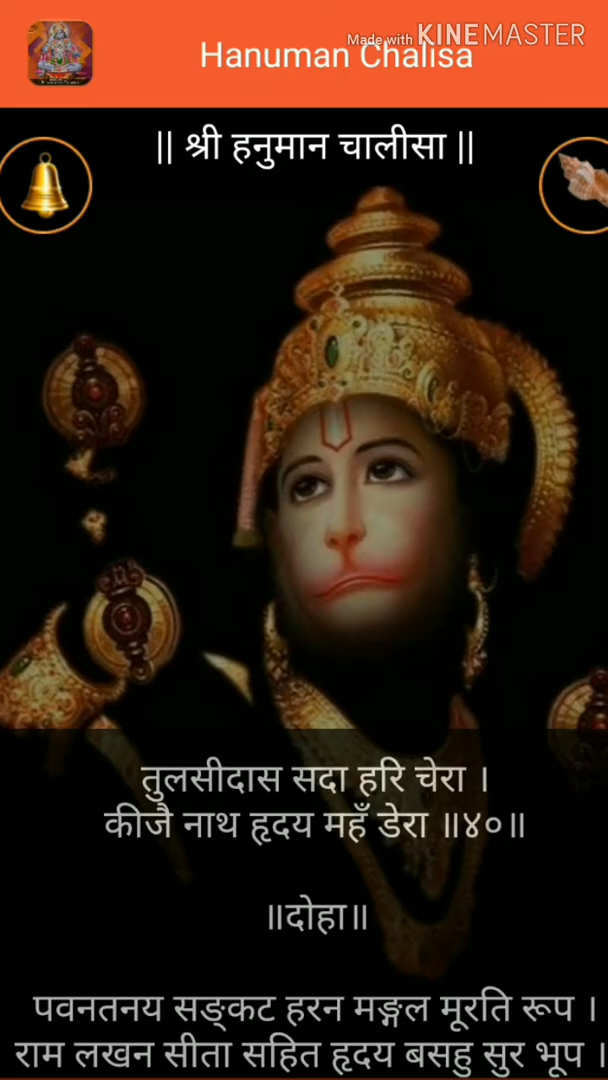 Made with KINEMASTER
Hanuman Chalisa
|| श्री हनुमान चालीसा ||
तुलसीदास सदा हरि चेरा ।
कीजै नाथ हृदय महँ डेरा ॥४०॥
॥दोहा॥
पवनतनय सङ्कट हरन मङ्गल मूरति रूप ।
राम लखन सीता सहित हृदय बसहु सुर भूप ।